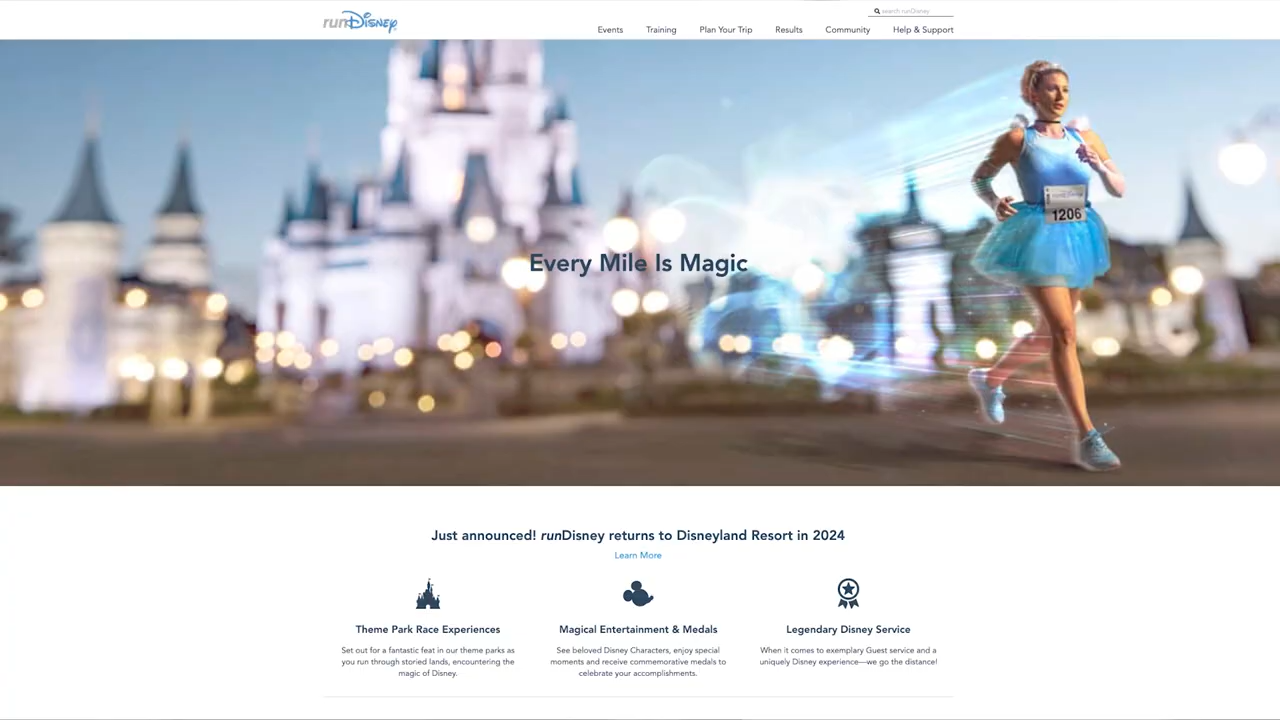 runDisney
search runDisney
Events Training Plan Your Trip Results Community Help & Support
1206
Every Mile Is Magic
Just announced! runDisney returns to Disneyland Resort in 2024
Learn More
Theme Park Race Experiences
Set out for a fantastic feat in our theme parks as
you run through storied lands, encountering the
magic of Disney.
Magical Entertainment & Medals
See beloved Disney Characters, enjoy special
moments and receive commemorative medals to
celebrate your accomplishments.
Legendary Disney Service
When it comes to exemplary Guest service and a
uniquely Disney experience—we go the distance!